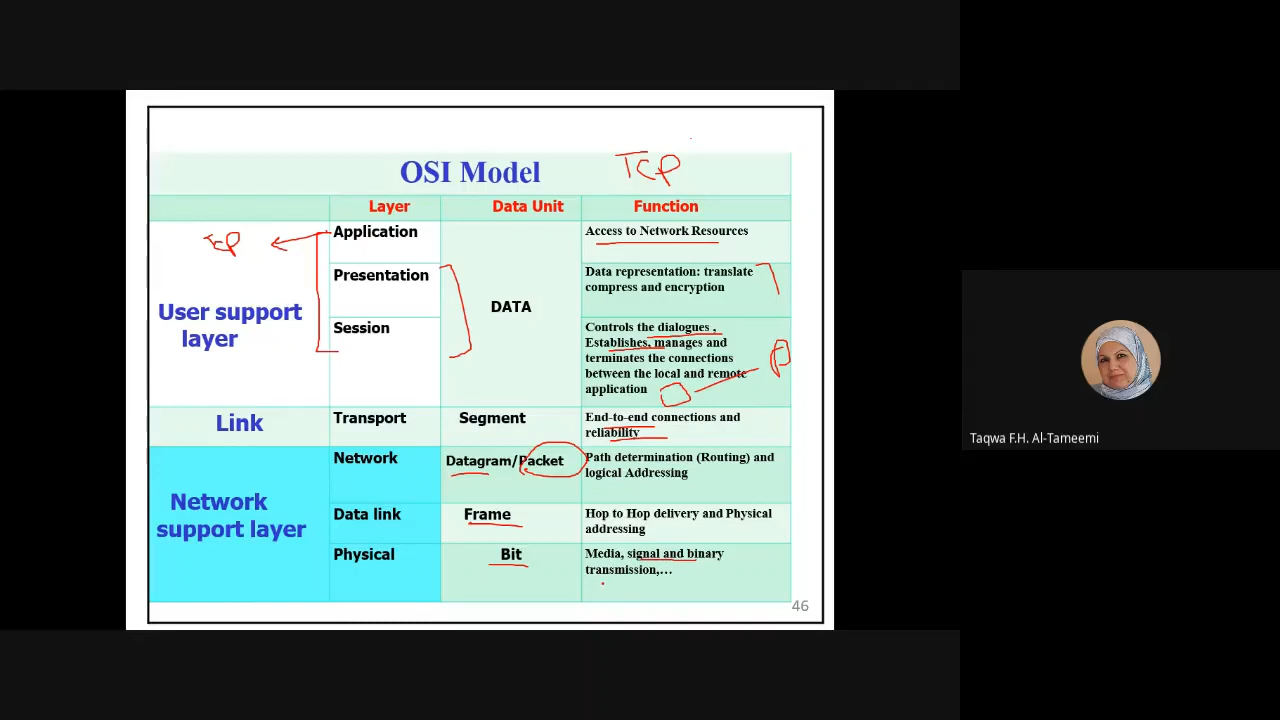 OSI Model
TCP
Layer
Data Unit
Function
User support
layer
TCP
Application
Presentation
Session
DATA
Access to Network Resources
Data representation: translate
compress and encryption
Controls the dialogues ,
Establishes, manages and
terminates the connections
between the local and remote
application
Link
Transport
Segment
End-to-end connections and
reliability
Network
support layer
Network
Datagram/Packet
Path determination (Routing) and
logical Addressing
Data link
Frame
Hop to Hop delivery and Physical
addressing
Physical
Bit
Media, signal and binary
transmission,...
46
Taqwa F.H. Al-Tameemi